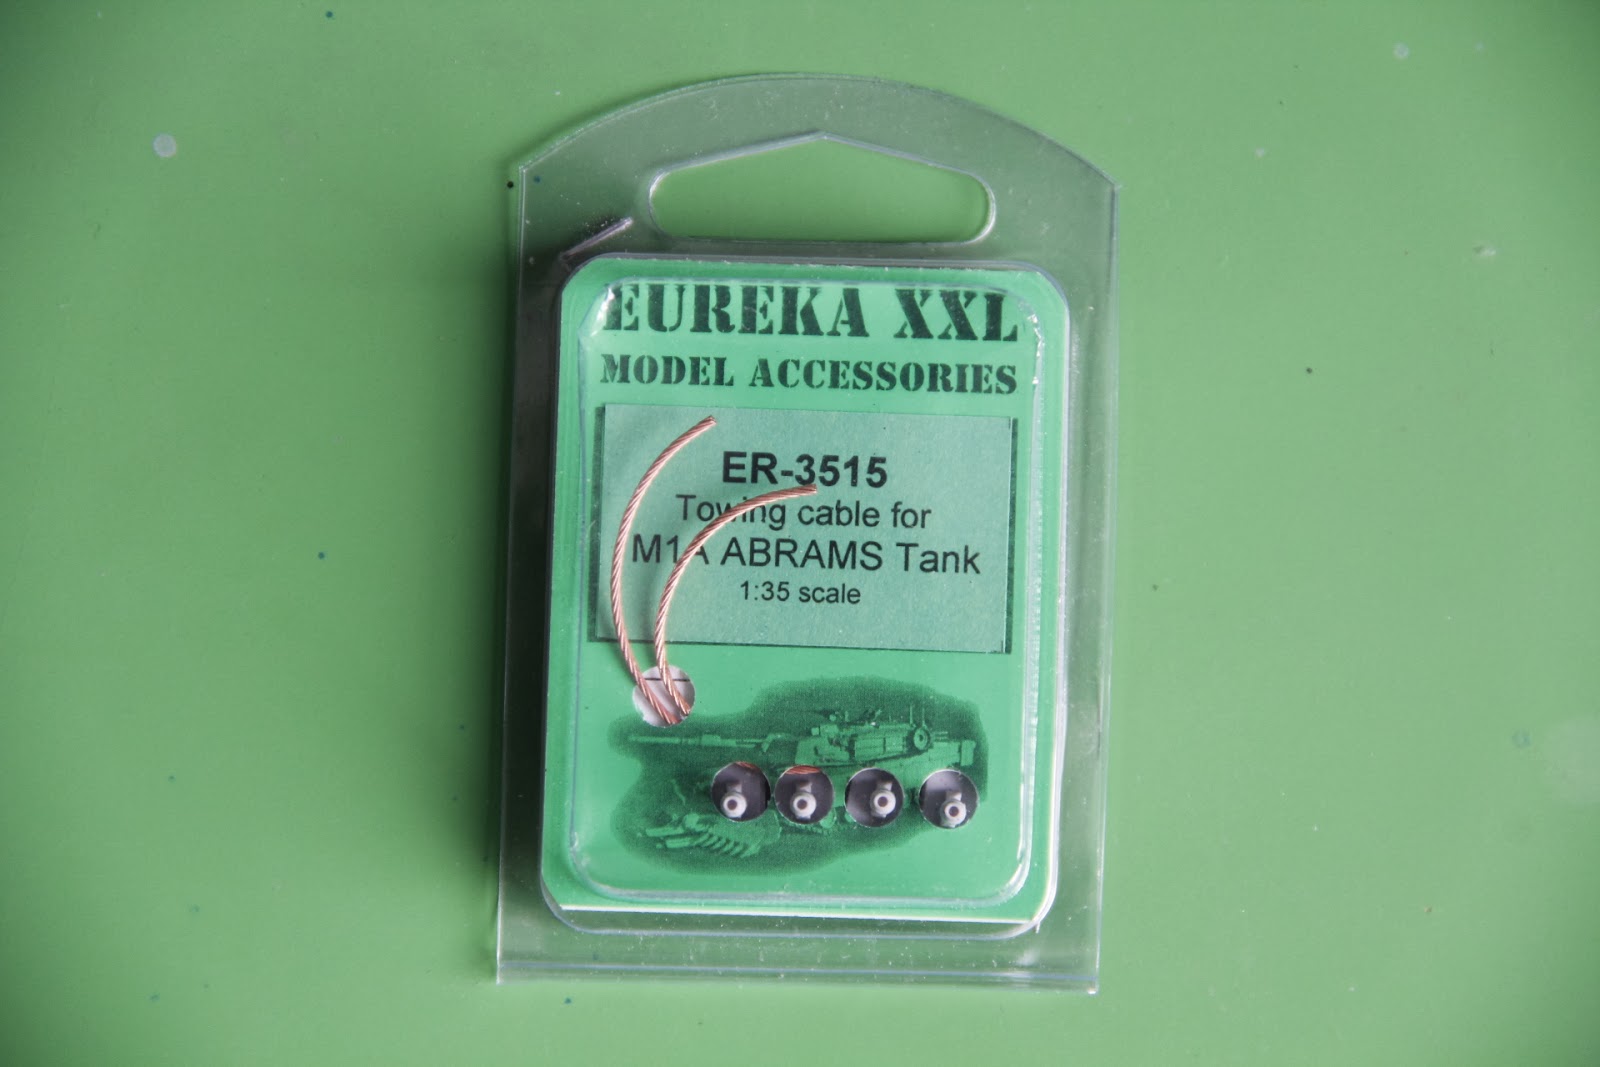 EUREKA XXL
MODEL ACCESSORIES
ER-3515
Towing cable for
M1A ABRAMS Tank
1:35 scale